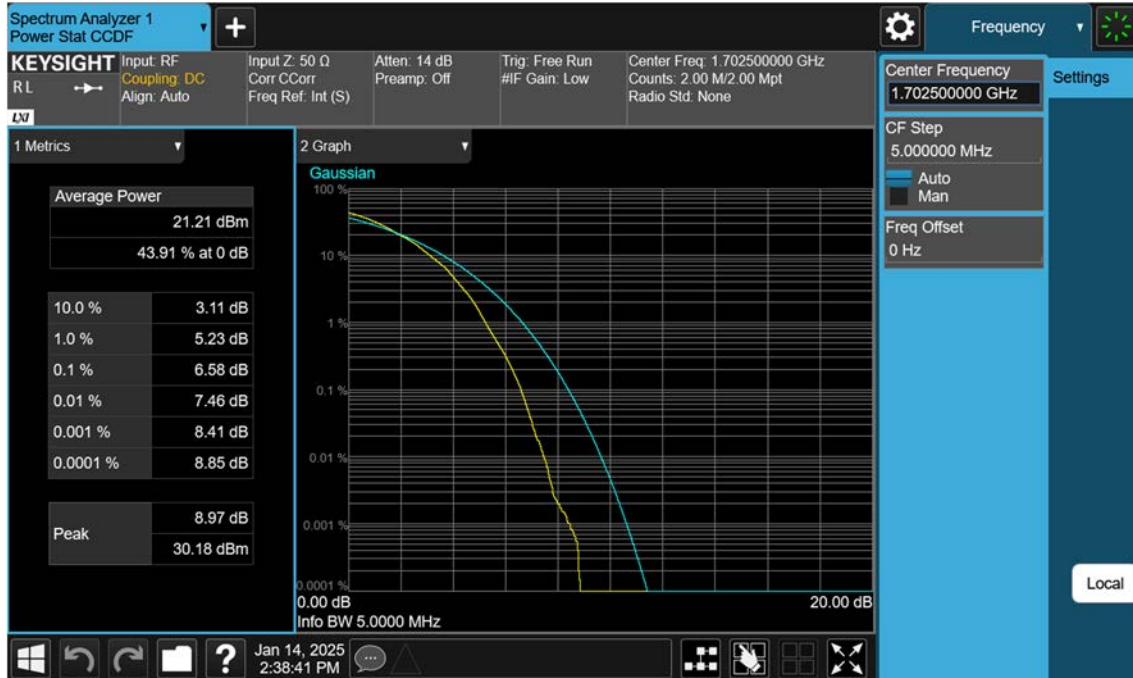 Spectrum Analyzer 1
Power Stat CCDF
Frequency
KEYSIGHT
R L
LXI
Input: RF
Coupling: DC
Align: Auto
Input Z: 50 Ω
Corr CCorr
Freq Ref: Int (S)
Atten: 14 dB
Preamp: Off
Trig: Free Run
#IF Gain: Low
Center Freq: 1.702500000 GHz
Counts: 2.00 M/2.00 Mpt
Radio Std: None
Center Frequency
1.702500000 GHz
Settings
CF Step
5.000000 MHz
Auto
Man
Freq Offset
0 Hz
Local
1 Metrics
Average Power
21.21 dBm
43.91 % at 0 dB
10.0 % 3.11 dB
1.0 % 5.23 dB
0.1 % 6.58 dB
0.01 % 7.46 dB
0.001 % 8.41 dB
0.0001 % 8.85 dB
Peak
8.97 dB
30.18 dBm
2 Graph
Gaussian
100 %
10 %
1 %
0.1 %
0.01 %
0.001 %
0.0001 %
0.00 dB 20.00 dB
Info BW 5.0000 MHz
?
Jan 14, 2025
2:38:41 PM